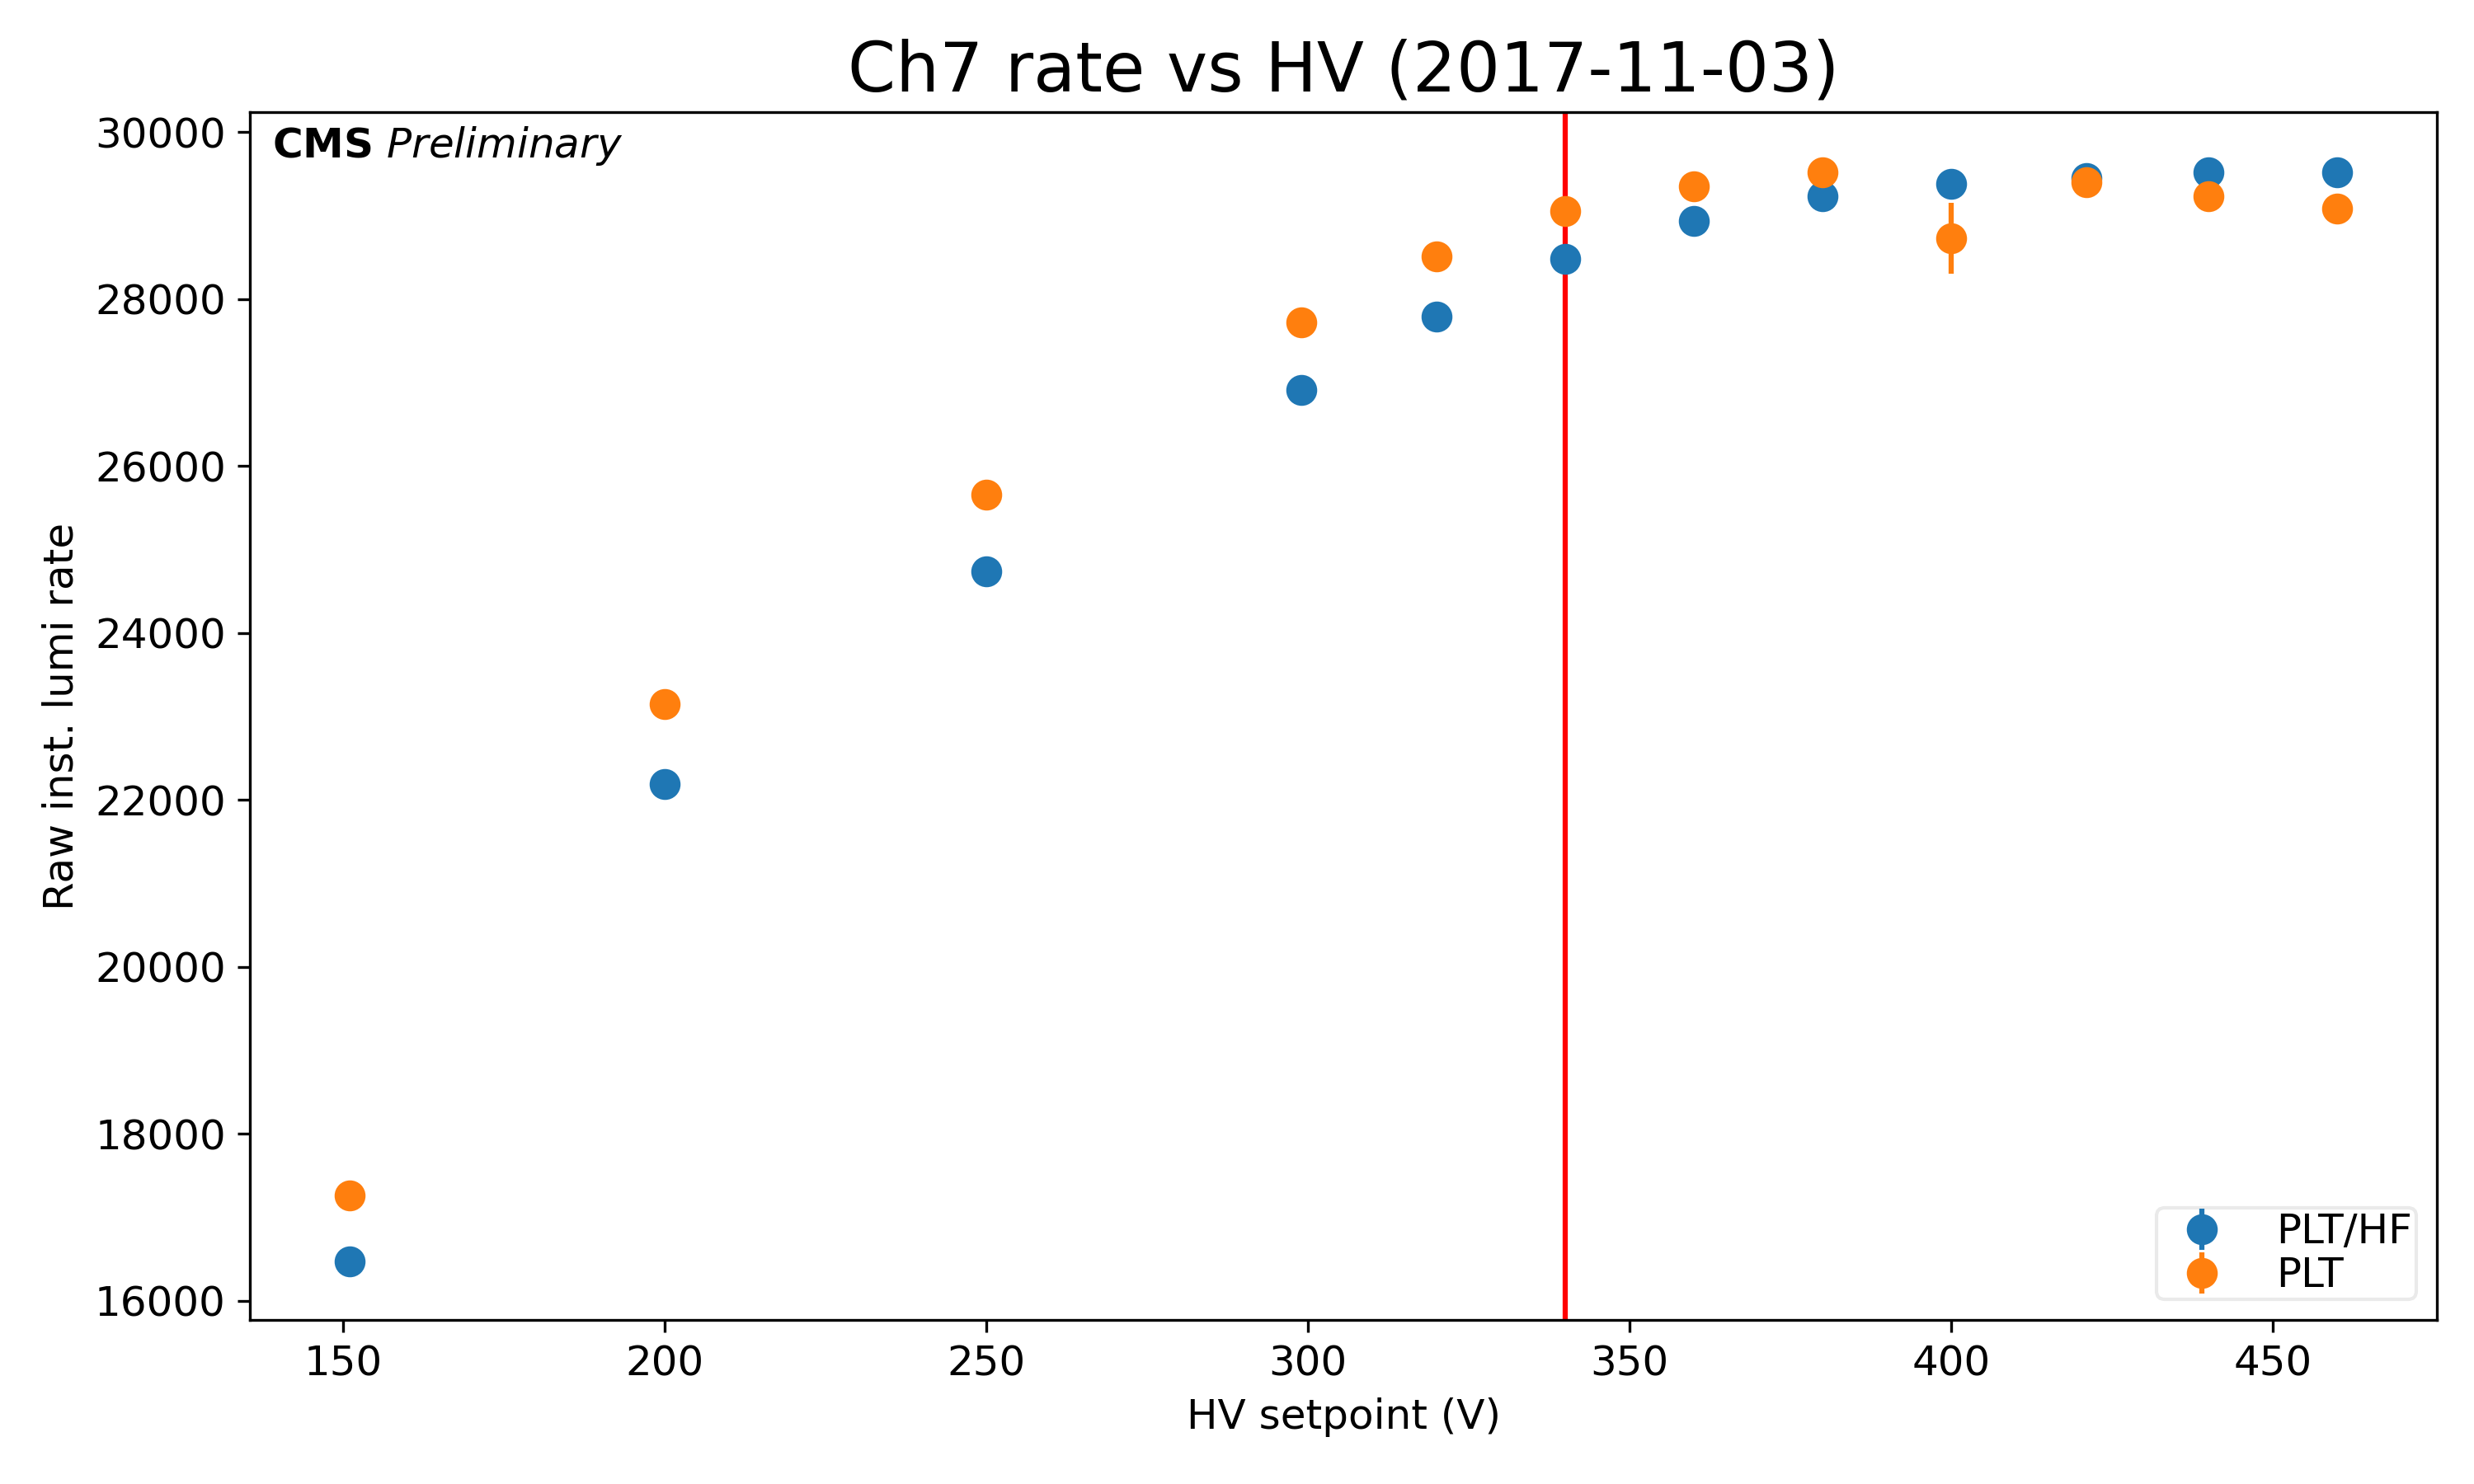 Ch7 rate vs HV (2017-11-03)
CMS Preliminary
Raw inst. lumi rate
30000
28000
26000
24000
22000
20000
18000
16000
150 200 250 300 350 400 450
HV setpoint (V)
PLT/HF
PLT